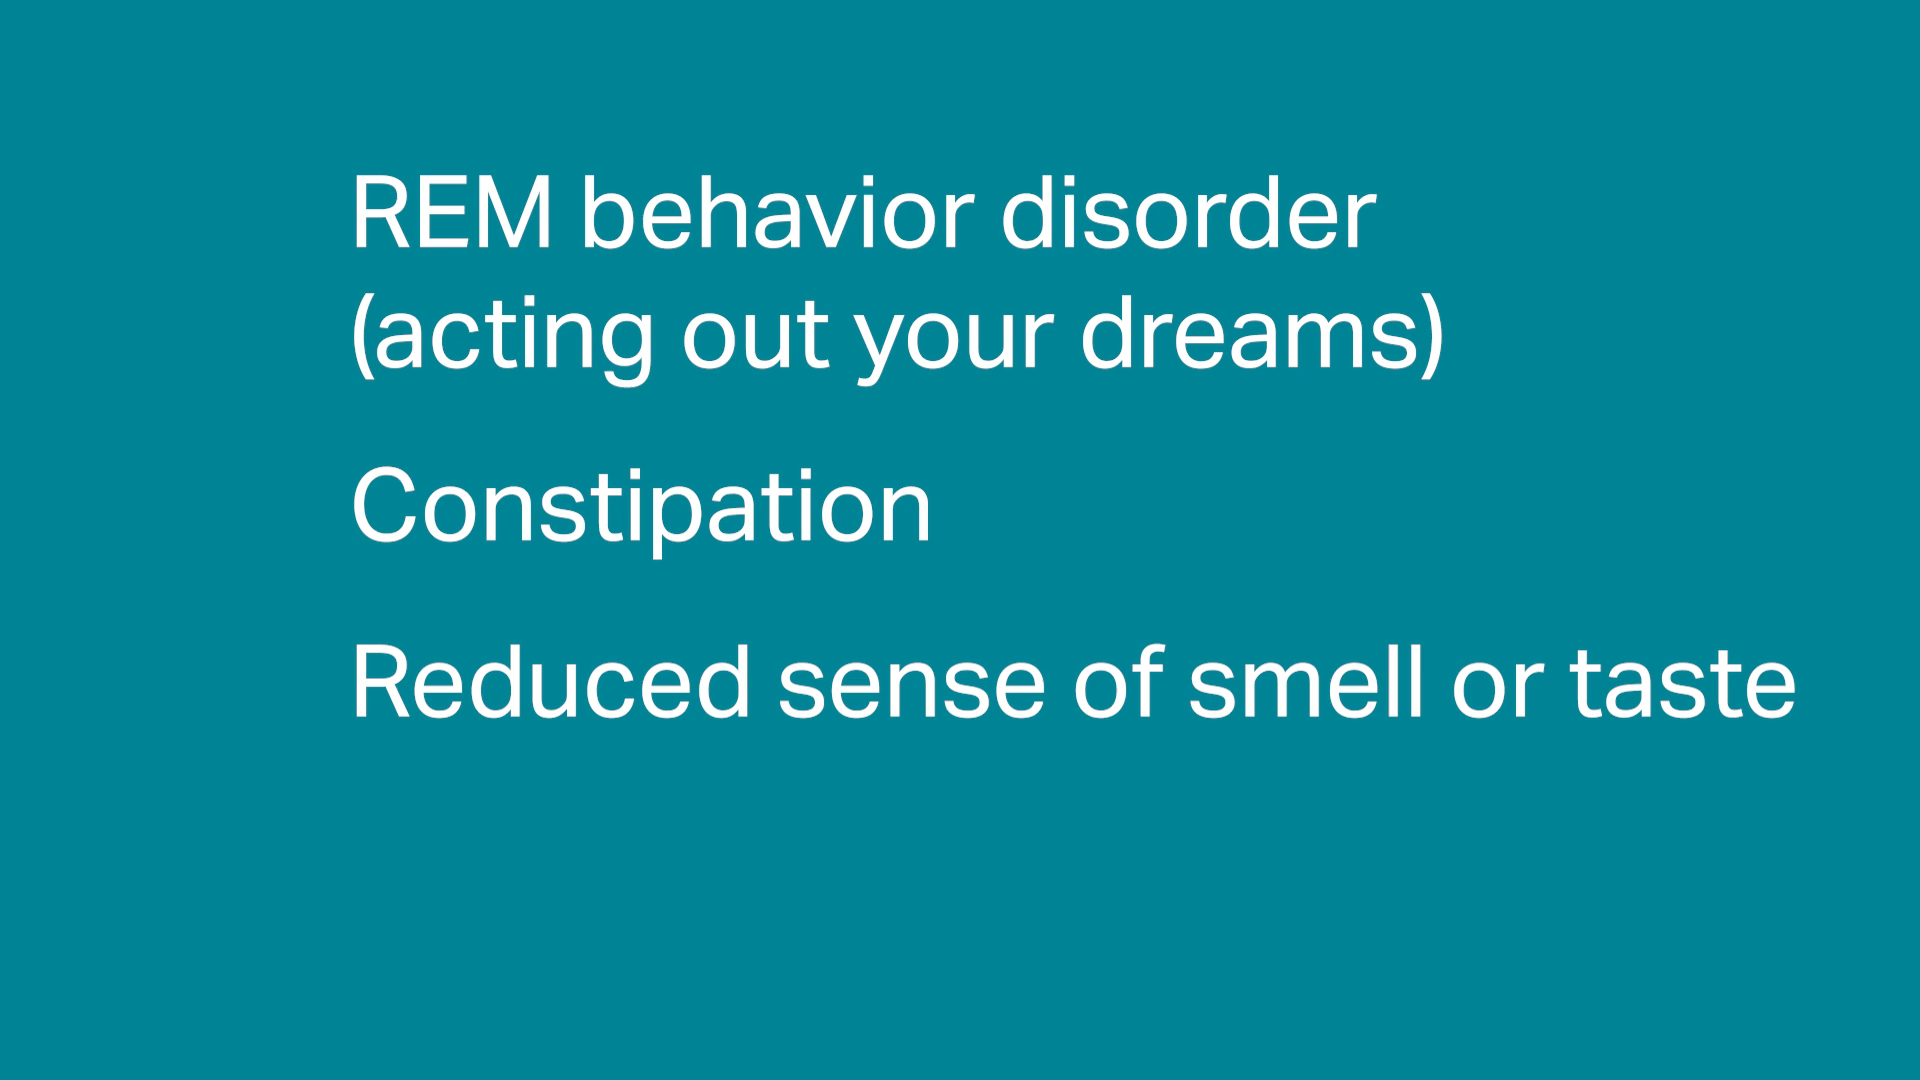 REM behavior disorder
(acting out your dreams)
Constipation
Reduced sense of smell or taste